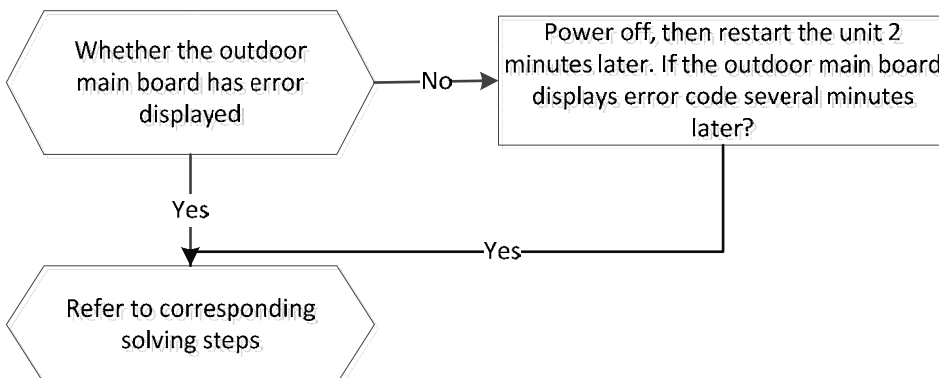 Whether the outdoor
main board has error
displayed
No
Power off, then restart the unit 2
minutes later. If the outdoor main board
displays error code several minutes
later?
Yes
Yes
Refer to corresponding
solving steps